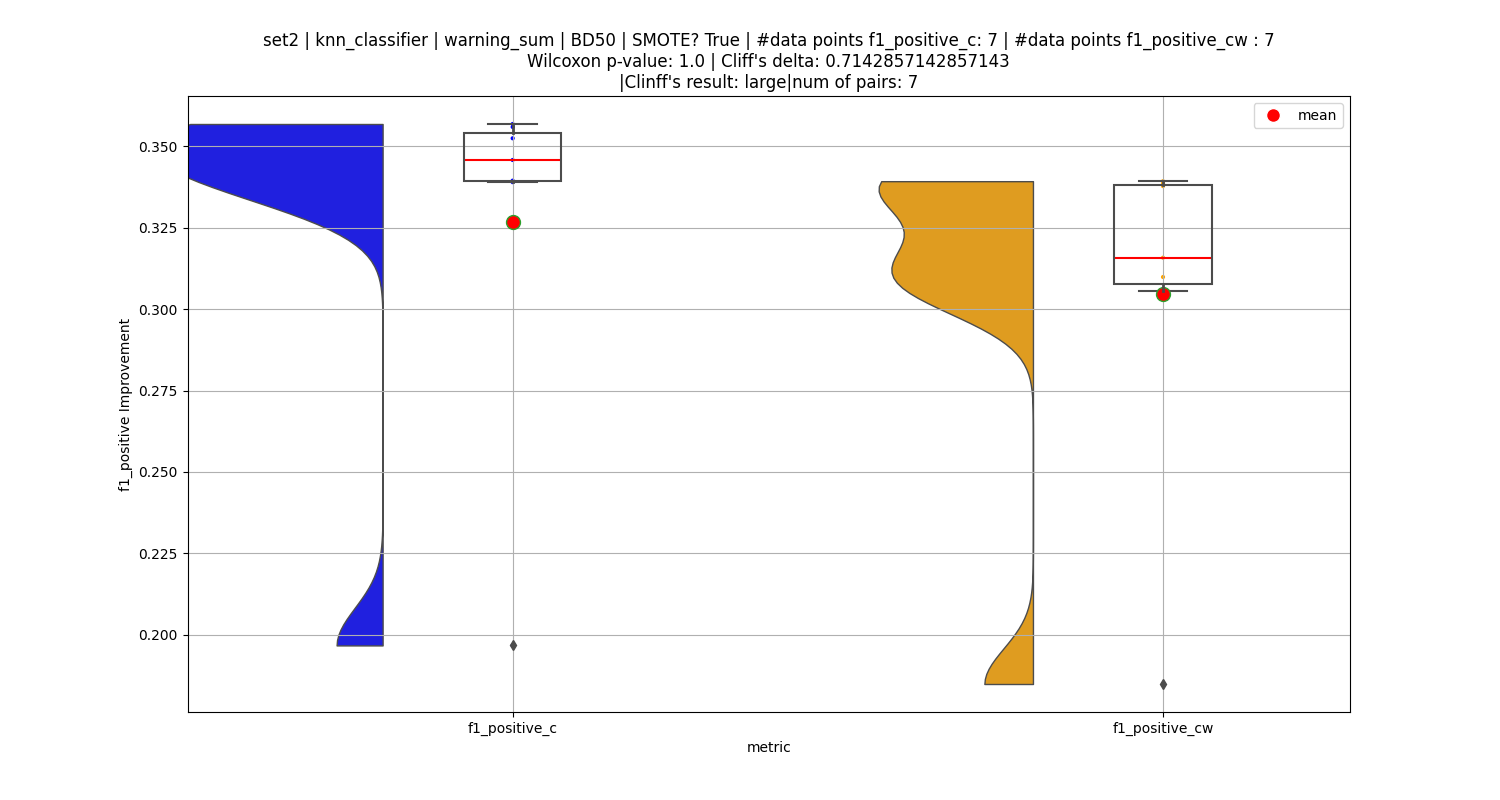 set2 | knn_classifier | warning_sum | BD50 | SMOTE? True | #data points f1_positive_c: 7 | #data points f1_positive_cw : 7
Wilcoxon p-value: 1.0 | Cliff's delta: 0.7142857142857143
|Clinff's result: large|num of pairs: 7
mean
0.350
0.325
0.300
0.275
0.250
0.225
0.200
f1_positive Improvement
f1_positive_c
f1_positive_cw
metric